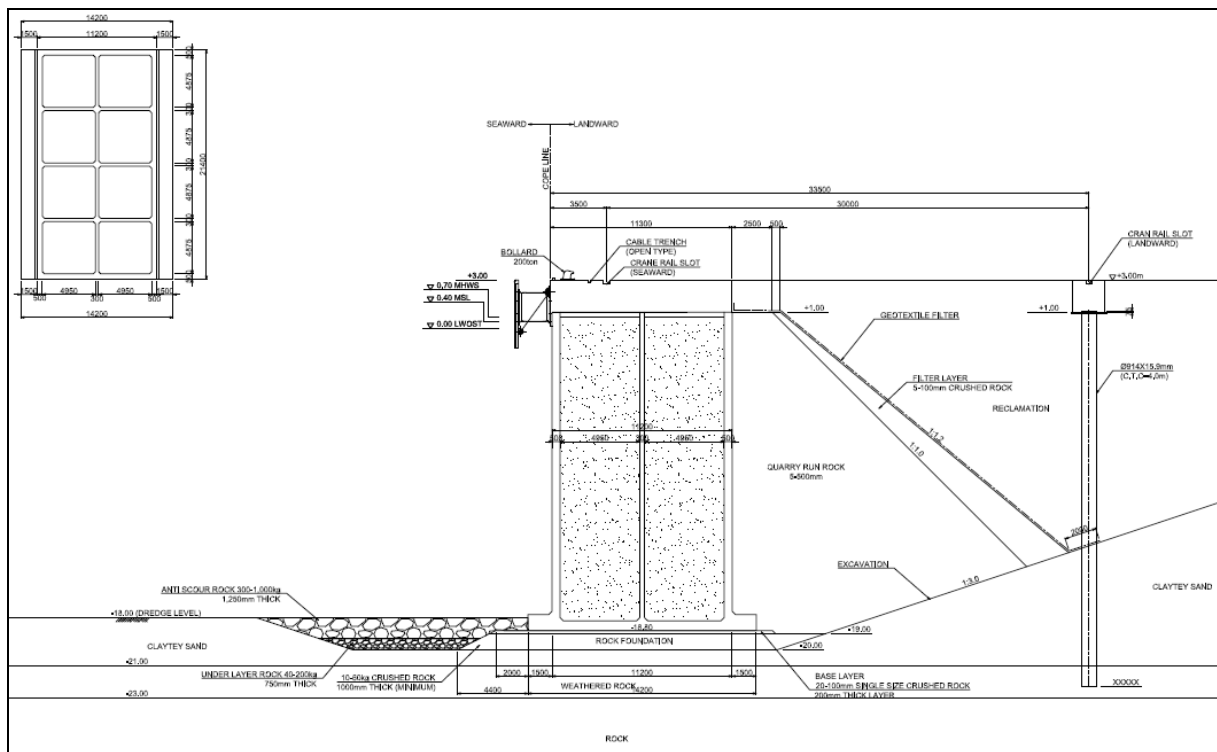 14200
1500 11200 1500
500
4875
300
4875
300
4875
300
4875
500
21400
1500 4950 4950 1500
500 300 500
14200
SEAWARD LANDWARD
COPE LINE
33500
3500 30000
11300 2500 500
BOLLARD
200ton
CABLE TRENCH
(OPEN TYPE)
CRANE RAIL SLOT
(SEAWARD)
CRAN RAIL SLOT
(LANDWARD)
+3.00
+3.00m
0.70 MHWS
0.40 MSL
0.00 LWOST
+1.00
+1.00
GEOTEXTILE FILTER
FILTER LAYER
5-100mm CRUSHED ROCK
RECLAMATION
Ø914X15.9mm
(C.T.C=4.0m)
1:1.2
1:1.0
11200
500 4950 300 4950 500
QUARRY RUN ROCK
5-500mm
2000
EXCAVATION
1:3.0
CLAYTEY SAND
ANTI SCOUR ROCK 300-1,000kg
1,250mm THICK
-18.00 (DREDGE LEVEL)
CLAYTEY SAND
-18.80
-19.00
ROCK FOUNDATION
-20.00
-21.00
UNDER LAYER ROCK 40-200kg
750mm THICK
10-60kg CRUSHED ROCK
1000mm THICK (MINIMUM)
2000 1500 11200 1500
4400 14200
WEATHERED ROCK
BASE LAYER
20-100mm SINGLE SIZE CRUSHED ROCK
200mm THICK LAYER
XXXXX
-23.00
ROCK